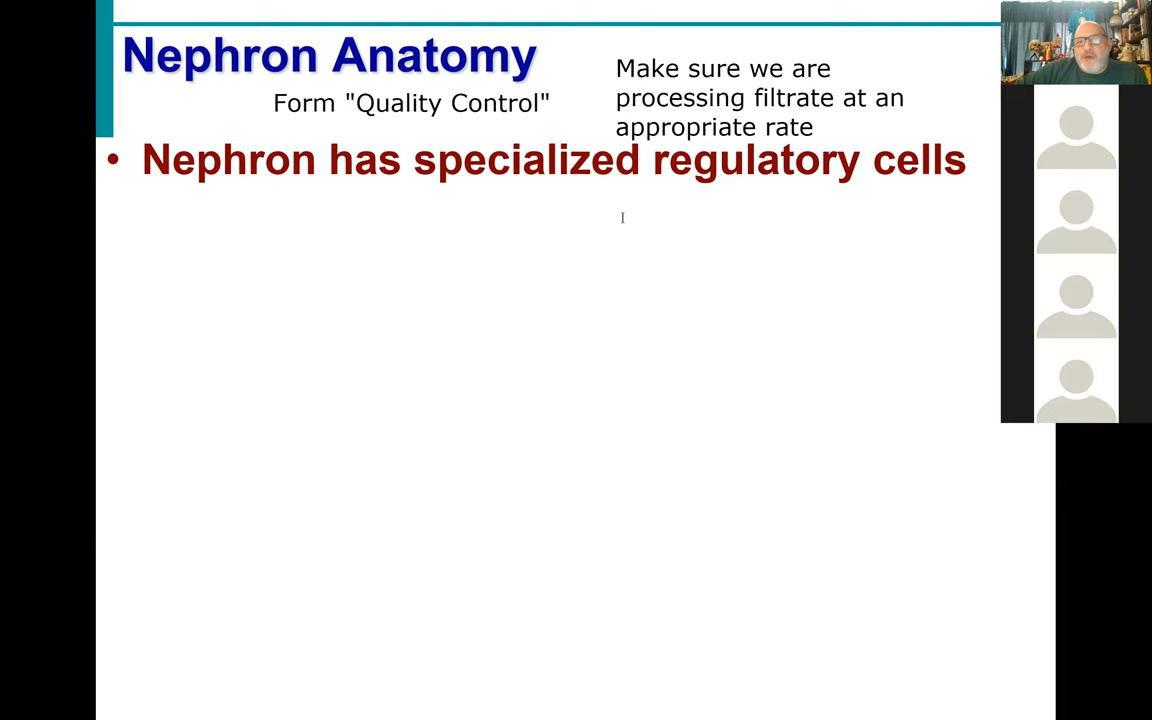 Nephron Anatomy
Form "Quality Control"
Make sure we are
processing filtrate at an
appropriate rate
• Nephron has specialized regulatory cells